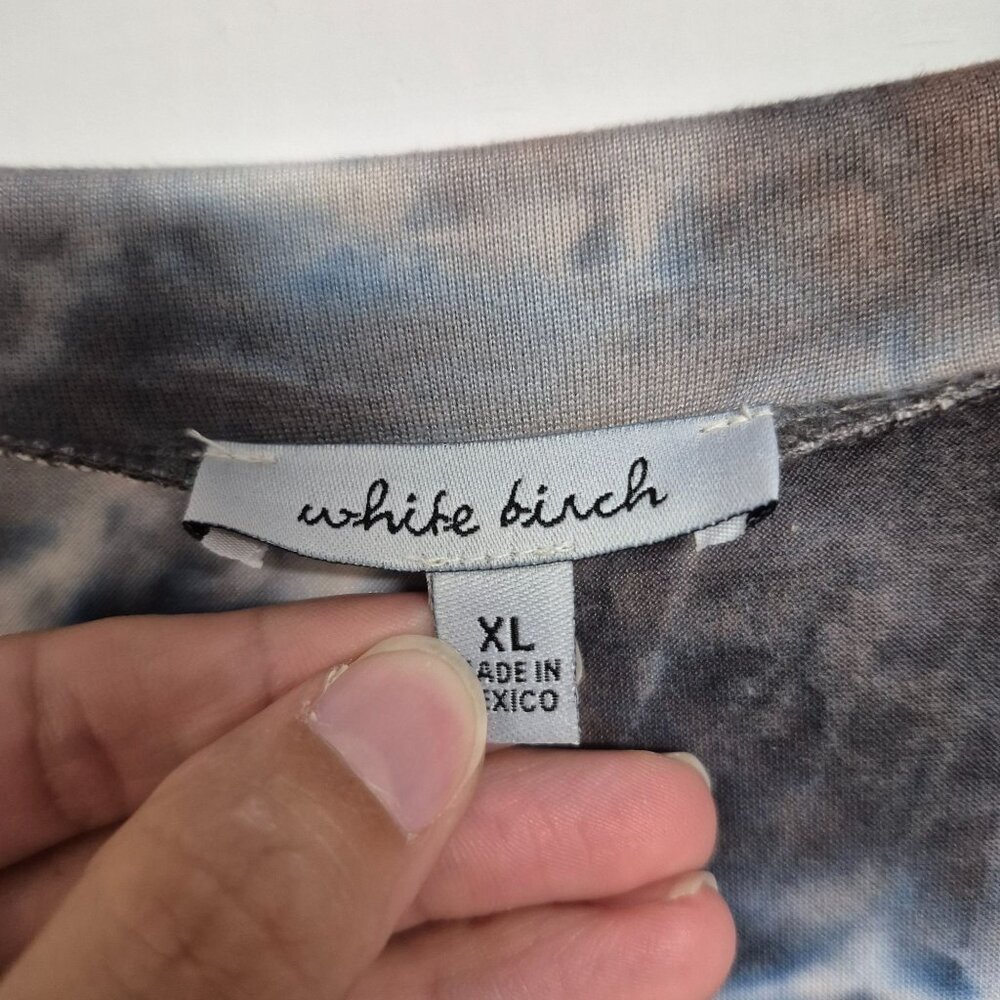 white birch
XL
ADE IN
EXICO